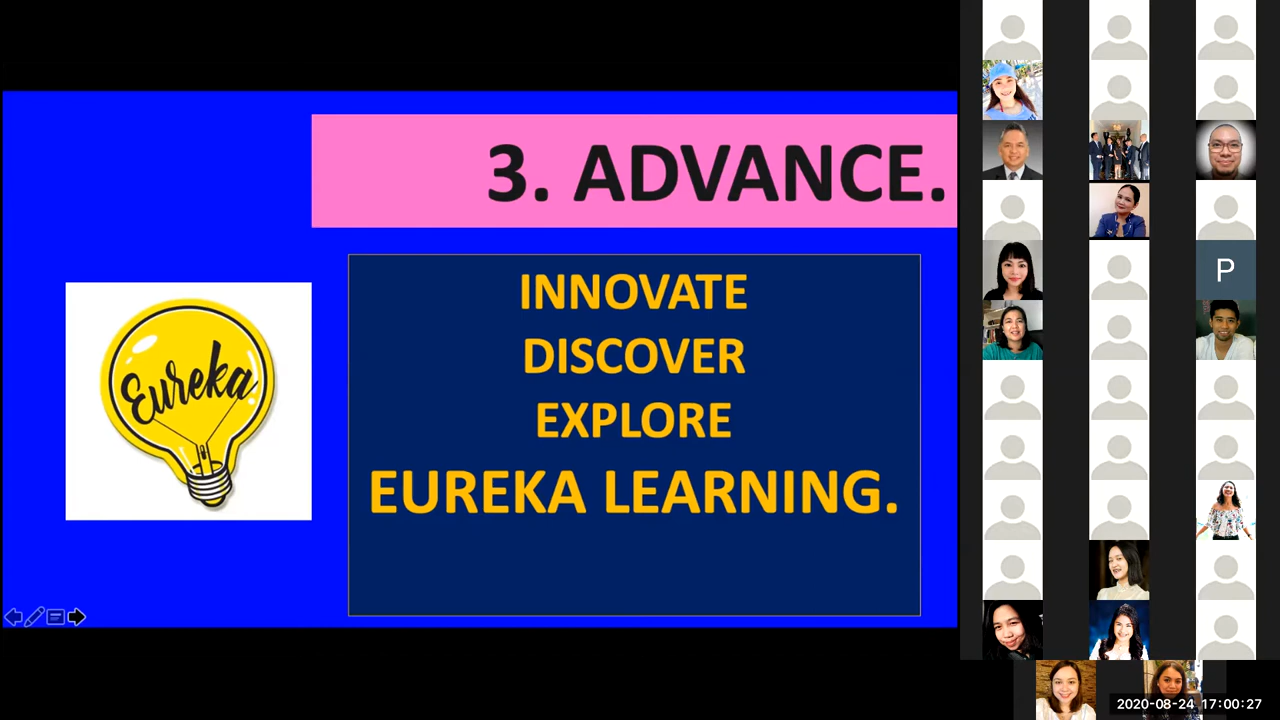 3. ADVANCE.
INNOVATE
DISCOVER
EXPLORE
EUREKA LEARNING.
Eureka
P
2020-08-24 17:00:27